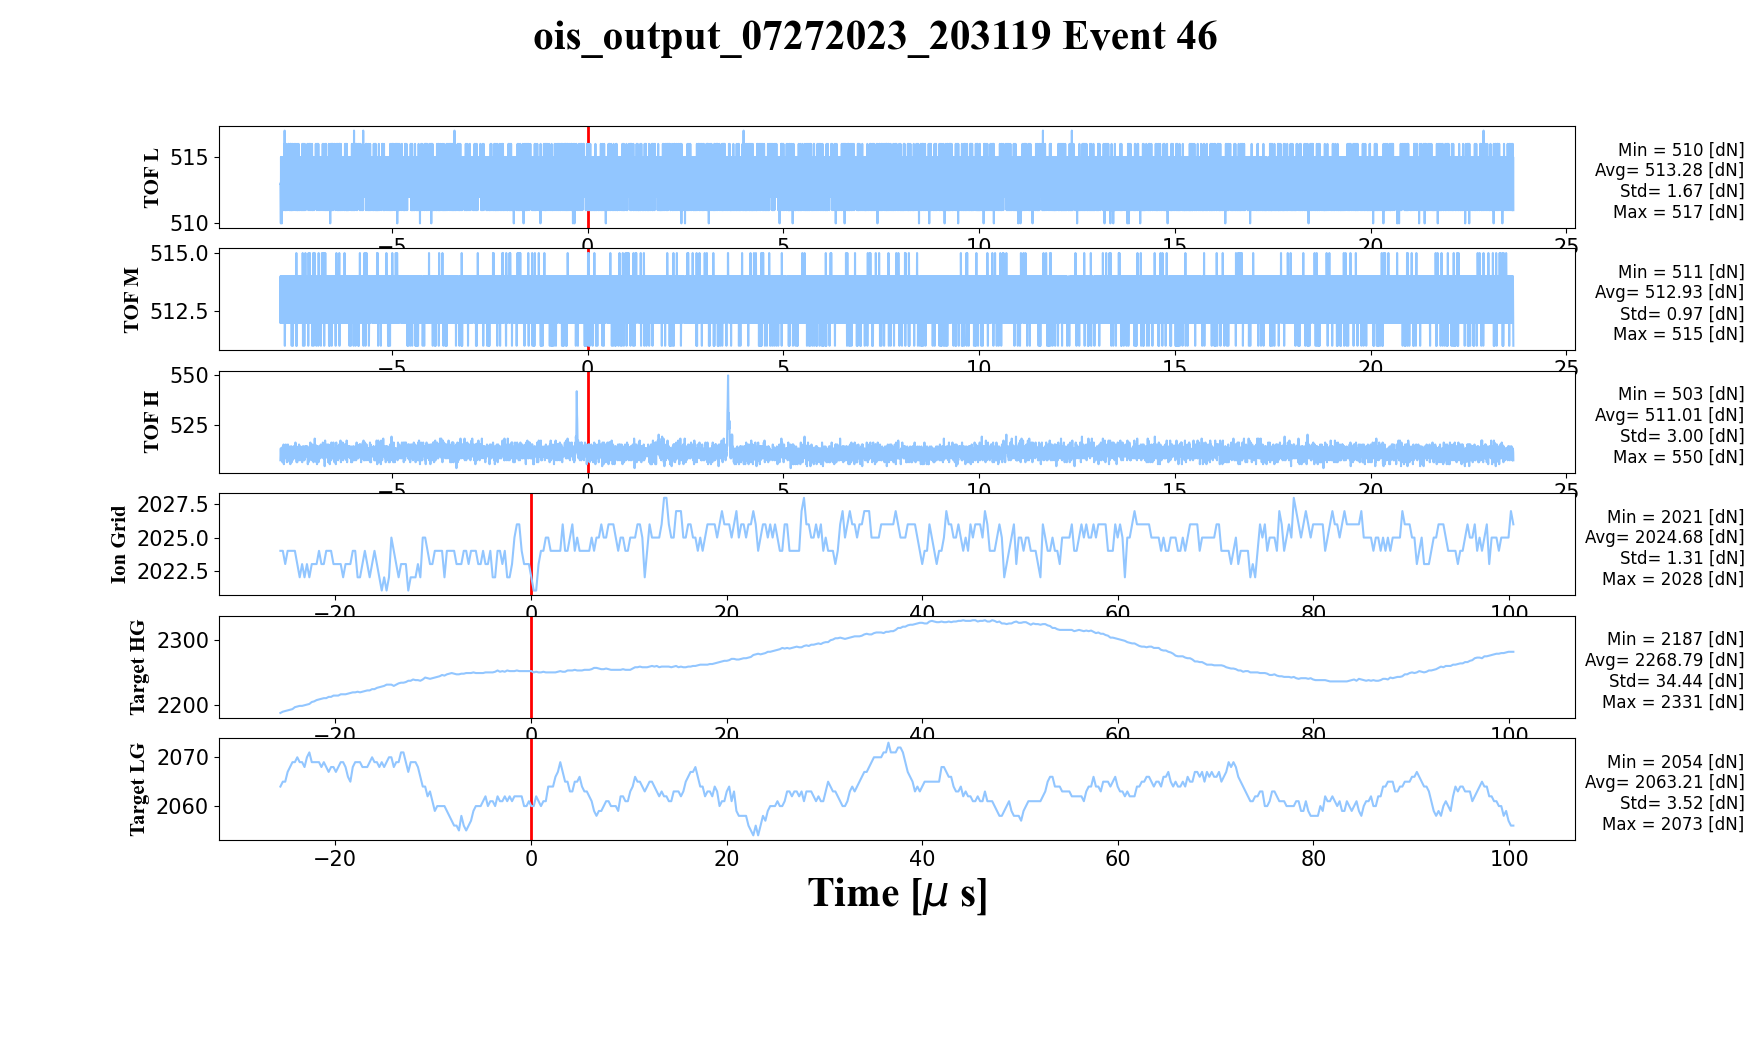 ois_output_07272023_203119 Event 46
TOF L
515
510
Min = 510 [dN]
Avg= 513.28 [dN]
Std= 1.67 [dN]
Max = 517 [dN]
−5 0 5 10 15 20 25
TOF M
515.0
512.5
Min = 511 [dN]
Avg= 512.93 [dN]
Std= 0.97 [dN]
Max = 515 [dN]
−5 0 5 10 15 20 25
TOF H
550
525
Min = 503 [dN]
Avg= 511.01 [dN]
Std= 3.00 [dN]
Max = 550 [dN]
−5 0 5 10 15 20 25
Ion Grid
2027.5
2025.0
2022.5
Min = 2021 [dN]
Avg= 2024.68 [dN]
Std= 1.31 [dN]
Max = 2028 [dN]
−20 0 20 40 60 80 100
Target HG
2300
2200
Min = 2187 [dN]
Avg= 2268.79 [dN]
Std= 34.44 [dN]
Max = 2331 [dN]
−20 0 20 40 60 80 100
Target LG
2070
2060
Min = 2054 [dN]
Avg= 2063.21 [dN]
Std= 3.52 [dN]
Max = 2073 [dN]
−20 0 20 40 60 80 100
Time [μ s]